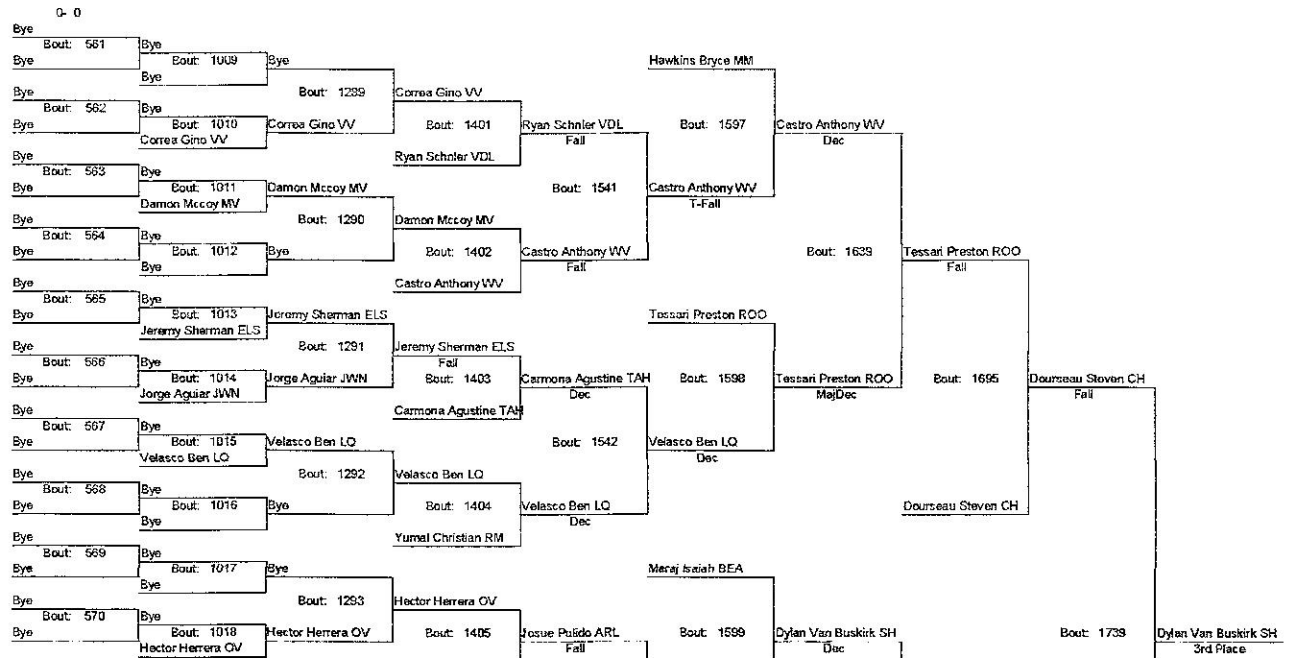 0- 0
Bye
Bout: 561 Bye
Bye Bout: 1009 Bye Hawkins Bryce MM
Bye
Bye Bout: 1289 Correa Gino VV
Bout: 562 Bye Bout: 1597
Bye Bout: 1010 Correa Gino VV Bout: 1401 Ryan Schnler VDL Castro Anthony WV
Correa Gino VV Fall Dec
Bye Ryan Schnler VDL
Bout: 563 Bye
Bye Bout: 1011 Damon Mccoy MV Bout: 1541 Castro Anthony WV
Damon Mccoy MV T-Fall
Bye Bout: 1290 Damon Mccoy MV
Bout: 564 Bye
Bye Bout: 1012 Bye Bout: 1402 Castro Anthony WV Bout: 1639 Tessari Preston ROO
Bye Fall Fall
Bye Castro Anthony WV
Bout: 565 Bye
Bye Bout: 1013 Jeremy Sherman ELS Tessari Preston ROO
Jeremy Sherman ELS
Bye Bout: 1291 Jeremy Sherman ELS
Bout: 566 Bye Fall
Bye Bout: 1014 Jorge Aguiar JWN Bout: 1403 Carmona Agustine TAH Bout: 1598 Tessari Preston ROO Bout: 1695 Dourseau Steven CH
Jorge Aguiar JWN Dec MajDec Fall
Bye Carmona Agustine TAH
Bout: 567 Bye
Bye Bout: 1015 Velasco Ben LQ Bout: 1542 Velasco Ben LQ
Velasco Ben LQ Dec
Bye Bout: 1292 Velasco Ben LQ
Bout: 568 Bye
Bye Bout: 1016 Bye Bout: 1404 Velasco Ben LQ Dourseau Steven CH
Bye Dec
Bye Yumal Christian RM
Bout: 569 Bye
Bye Bout: 1017 Bye Meraj Isaiah BEA
Bye
Bye Bout: 1293 Hector Herrera OV
Bout: 570 Bye
Bye Bout: 1018 Hector Herrera OV Bout: 1405 Josue Pulido ARL Bout: 1599 Dylan Van Buskirk SH Bout: 1739 Dylan Van Buskirk SH
Hector Herrera OV Fall Dec 3rd Place